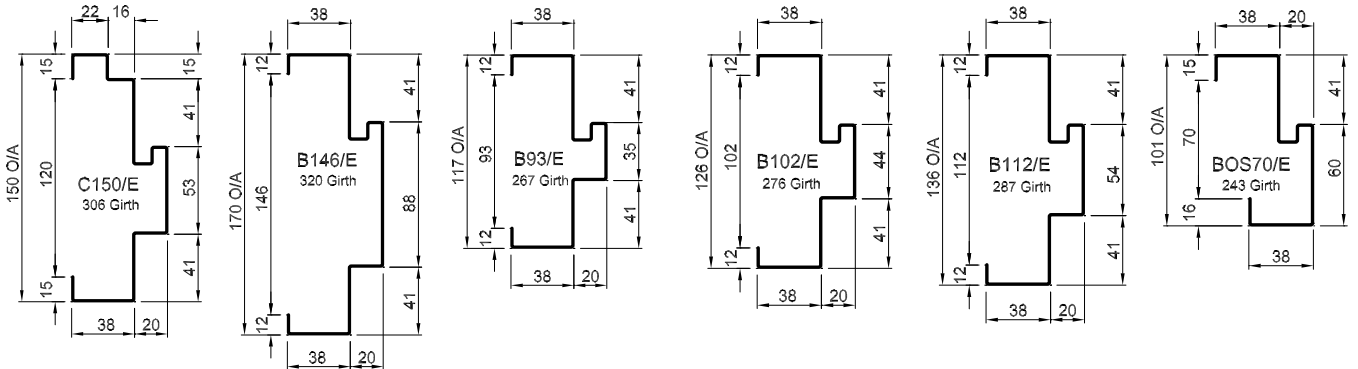 22 16
15
15
150 O/A
120
41
C150/E
306 Girth
53
41
15
38 20
38
12
41
170 O/A
146
B146/E
320 Girth
88
41
12
38 20
38
12
41
117 O/A
93
B93/E
267 Girth
35
41
12
38 20
38
12
41
126 O/A
102
B102/E
276 Girth
44
41
12
38 20
38
12
41
136 O/A
112
B112/E
287 Girth
54
41
12
38 20
38 20
15
41
101 O/A
70
BOS70/E
243 Girth
60
16
38